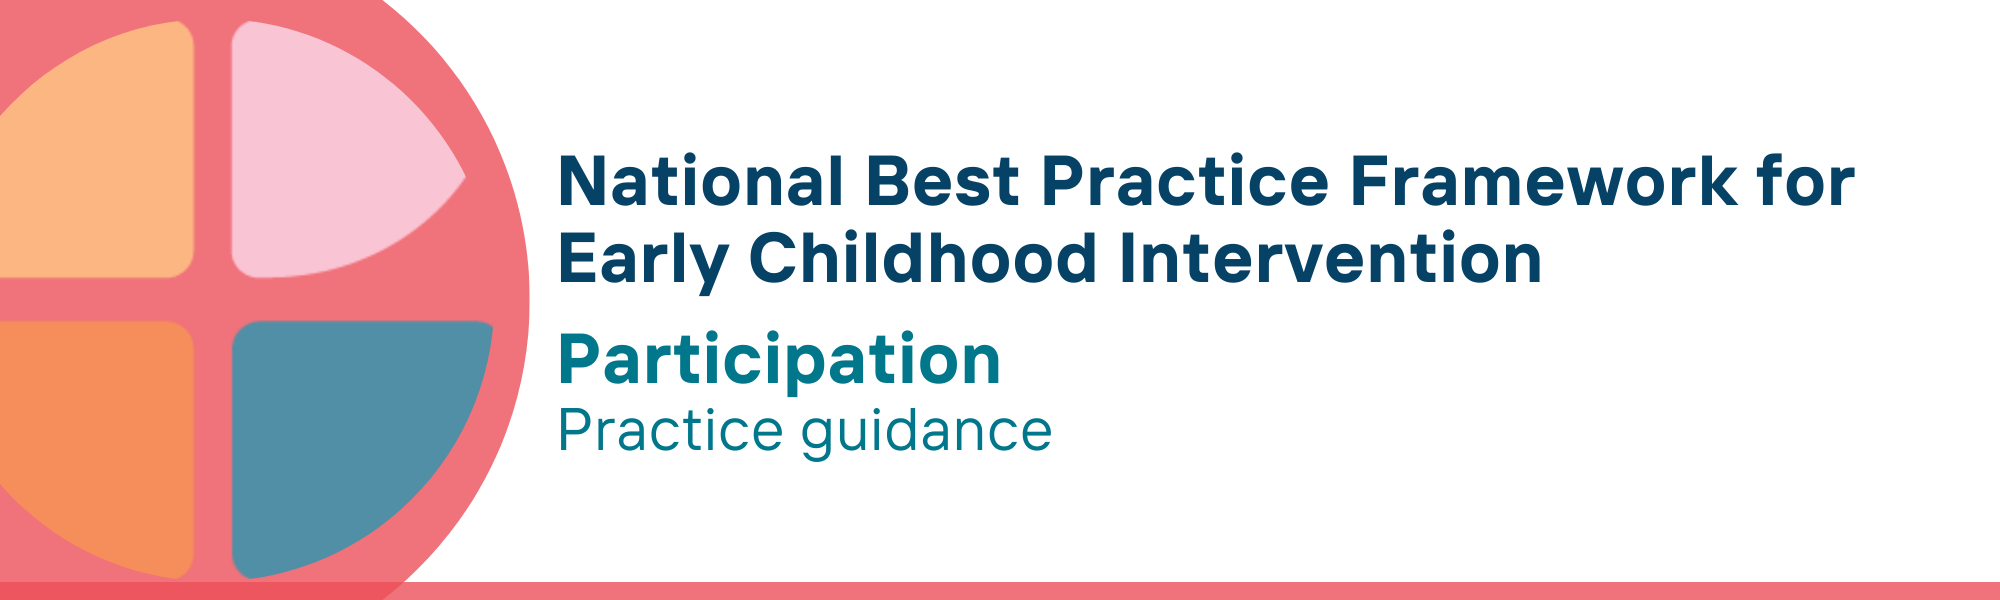 National Best Practice Framework for
Early Childhood Intervention
Participation
Practice guidance